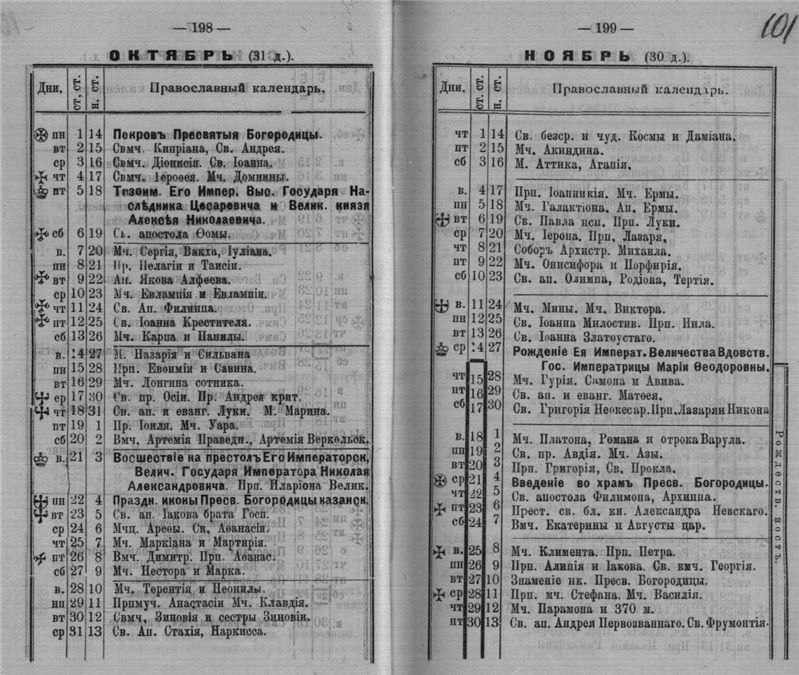 — 198 —
ОКТЯБРЬ (31 д.).
Дни. ст. ст. н. ст. Православный календарь.
пн 1 14 Покровъ Пресвятыя Богородицы.
вт 2 15 Свмч. Кипріана, Св. Андрея.
ср 3 16 Свмч. Діонисія. Св. Іоанна.
чт 4 17 Свмч. Іероѳея. Мч. Домнины.
пт 5 18 Тезоим. Его Импер. Выс. Государя На-
слѣдника Цесаревича и Велик. князя
Алексѣя Николаевича.
сб 6 19 Св. апостола Ѳомы.
в. 7 20 Мч. Сергія, Вакха, Іуліана.
пн 8 21 Пр. Пелагіи и Таисіи.
вт 9 22 Ап. Якова Алфеева.
ср 10 23 Мч. Евлампія и Евлампіи.
чт 11 24 Св. Ап. Филиппа.
пт 12 25 Св. Іоанна Крестителя.
сб 13 26 Мч. Карпа и Папилы.
в. 14 27 М. Назарія и Сильвана
пн 15 28 Прп. Евѳимія и Савина.
вт 16 29 Мч. Лонгина сотника.
ср 17 30 Св. пр. Осіи. Пр. Андрея крит.
чт 18 31 Св. ап. и еванг. Луки. М. Марина.
пт 19 1 Пр. Іоиля. Мч. Уара.
сб 20 2 Вмч. Артемія Праведн., Артемія Веркольск.
в. 21 3 Восшествіе на престолъ Его Императорск,
Велич. Государя Императора Николая
Александровича. Прп. Иларіона Велик.
пн 22 4 Праздн. иконы Пресв. Богородицы казанск.
вт 23 5 Св. ап. Іакова брата Госп.
ср 24 6 Мчц. Ареѳы. Св, Аѳанасія.
чт 25 7 Мч. Маркіана и Мартирія.
пт 26 8 Вмч. Димитр. Прп. Аѳанас.
сб 27 9 Мч. Нестора и Марка.
в. 28 10 Мч. Терентія и Неонилы.
пн 29 11 Прпмуч. Анастасіи Мч. Клавдія.
вт 30 12 Свмч, Зиновія и сестры Зиновіи.
ср 31 13 Св. Ап. Стахія, Наркисса.
— 199 —
101
НОЯБРЬ (30 д.).
Дни. ст. ст. н. ст. Православный календарь.
чт 1 14 Св. безср. и чуд. Космы и Даміана.
пт 2 15 Мч. Акиндина.
сб 3 16 М. Аттика, Агапія.
в. 4 17 Прп. Іоанникія. Мч. Ермы.
пн 5 18 Мч. Галактіона, Ап. Ермы.
вт 6 19 Св. Павла исп. Прп. Луки.
ср 7 20 Мч. Іерона. Прп. Лазаря,
чт 8 21 Соборъ Архистр. Михаила.
пт 9 22 Мч. Онисифора и Порфирія.
сб 10 23 Св. ап. Олимпа, Родіона, Тертія.
в. 11 24 Мч. Мины. Мч. Виктора.
пн 12 25 Св. Іоанна Милостив. Прп. Нила.
вт 13 26 Св. Іоанна Златоустаго.
ср 14 27 Рожденіе Ея Императ. Величества Вдовств.
Гос. Императрицы Маріи Ѳеодоровны.
чт 15 28 Мч. Гурія. Самона и Авива.
пт 16 29 Св. ап. и еванг. Матѳея.
сб 17 30 Св. Григорія Неокесар. Прп. Лазаря и Никона
в. 18 1 Мч. Платона, Романа и отрока Варула.
пн 19 2 Св. пр. Авдія. Мч. Азы.
вт 20 3 Прп. Григорія, Св. Прокла.
ср 21 4 Введеніе во храмъ Пресв. Богородицы.
чт 22 5 Св. апостола Филимона, Архиппа.
пт 23 6 Прест. св. бл. кн. Александра Невскаго.
сб 24 7 Вмч. Екатерины и Августы цар.
в. 25 8 Мч. Климента. Прп. Петра.
пн 26 9 Прп. Алипія и Іакова. Св. вмч. Георгія.
вт 27 10 Знаменіе ик. Пресв. Богородицы.
ср 28 11 Прп. мч. Стефана. Мч. Василія.
чт 29 12 Мч. Парамона и 370 м.
пт 30 13 Св. ап. Андрея Первозваннаго. Св. Фрумонтія.
Рождеств. постъ.